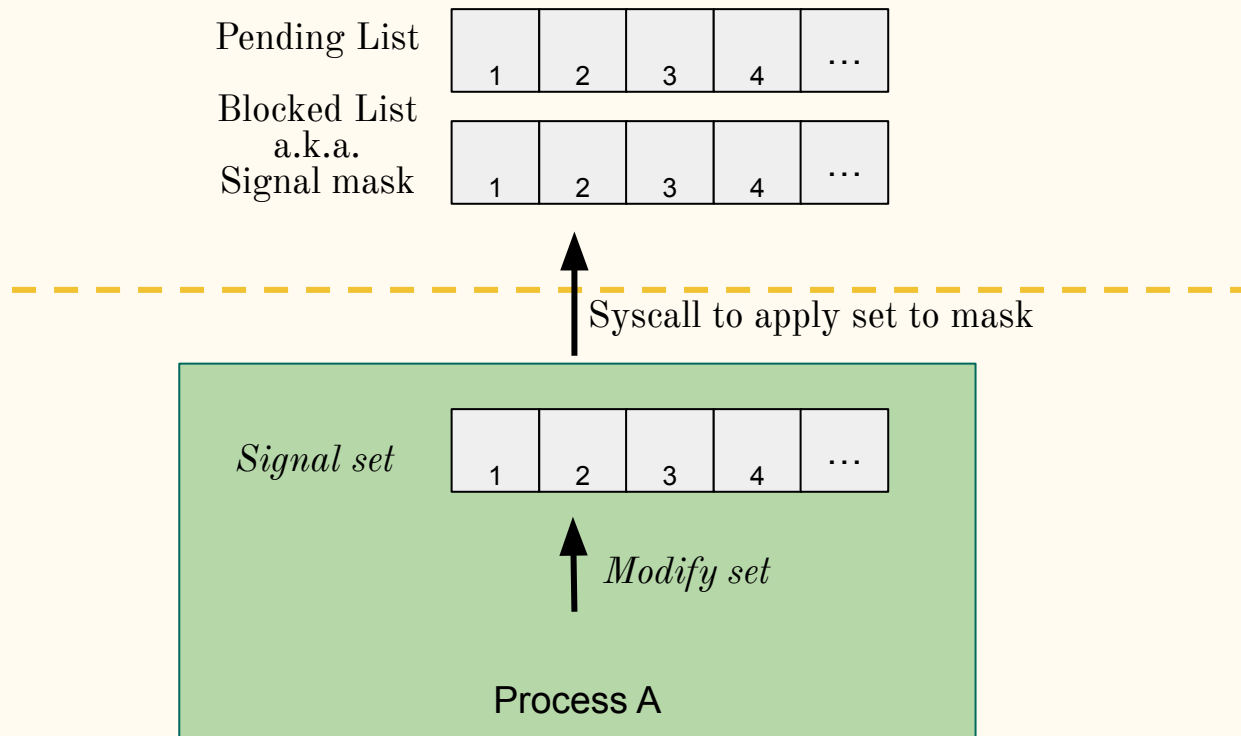 Pending List
1 2 3 4 ...
Blocked List
a.k.a.
Signal mask
1 2 3 4 ...
Syscall to apply set to mask
Signal set
1 2 3 4 ...
Modify set
Process A